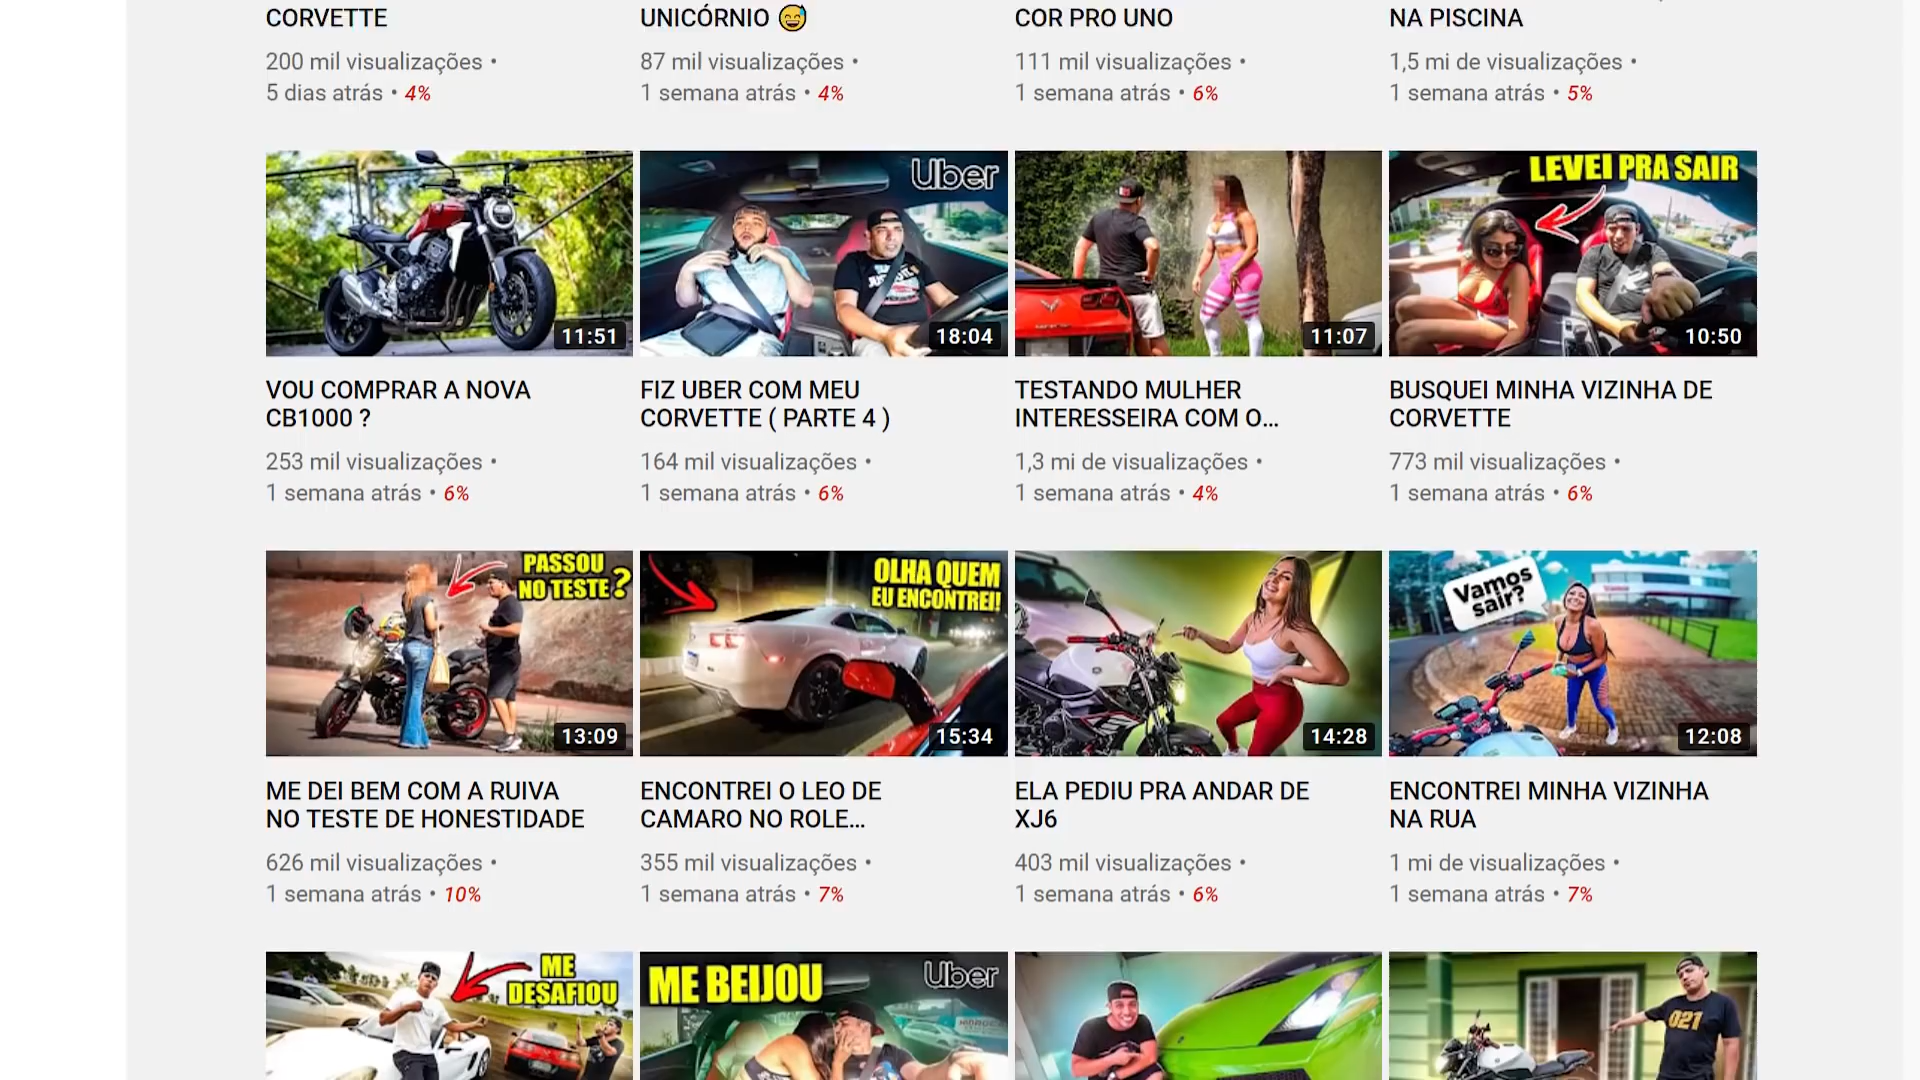 CORVETTE
UNICÓRNIO 😅
COR PRO UNO
NA PISCINA
200 mil visualizações •
87 mil visualizações •
111 mil visualizações •
1,5 mi de visualizações •
5 dias atrás • 4%
1 semana atrás • 4%
1 semana atrás • 6%
1 semana atrás • 5%
11:51
Uber
18:04
11:07
LEVEI PRA SAIR
10:50
VOU COMPRAR A NOVA
CB1000 ?
253 mil visualizações •
1 semana atrás • 6%
FIZ UBER COM MEU
CORVETTE ( PARTE 4 )
164 mil visualizações •
1 semana atrás • 6%
TESTANDO MULHER
INTERESSEIRA COM O...
1,3 mi de visualizações •
1 semana atrás • 4%
BUSQUEI MINHA VIZINHA DE
CORVETTE
773 mil visualizações •
1 semana atrás • 6%
PASSOU
NO TESTE?
13:09
OLHA QUEM
EU ENCONTREI!
15:34
14:28
Vamos
sair?
12:08
ME DEI BEM COM A RUIVA
NO TESTE DE HONESTIDADE
626 mil visualizações •
1 semana atrás • 10%
ENCONTREI O LEO DE
CAMARO NO ROLE...
355 mil visualizações •
1 semana atrás • 7%
ELA PEDIU PRA ANDAR DE
XJ6
403 mil visualizações •
1 semana atrás • 6%
ENCONTREI MINHA VIZINHA
NA RUA
1 mi de visualizações •
1 semana atrás • 7%
ME
DESAFIOU
ME BEIJOU
Uber
021